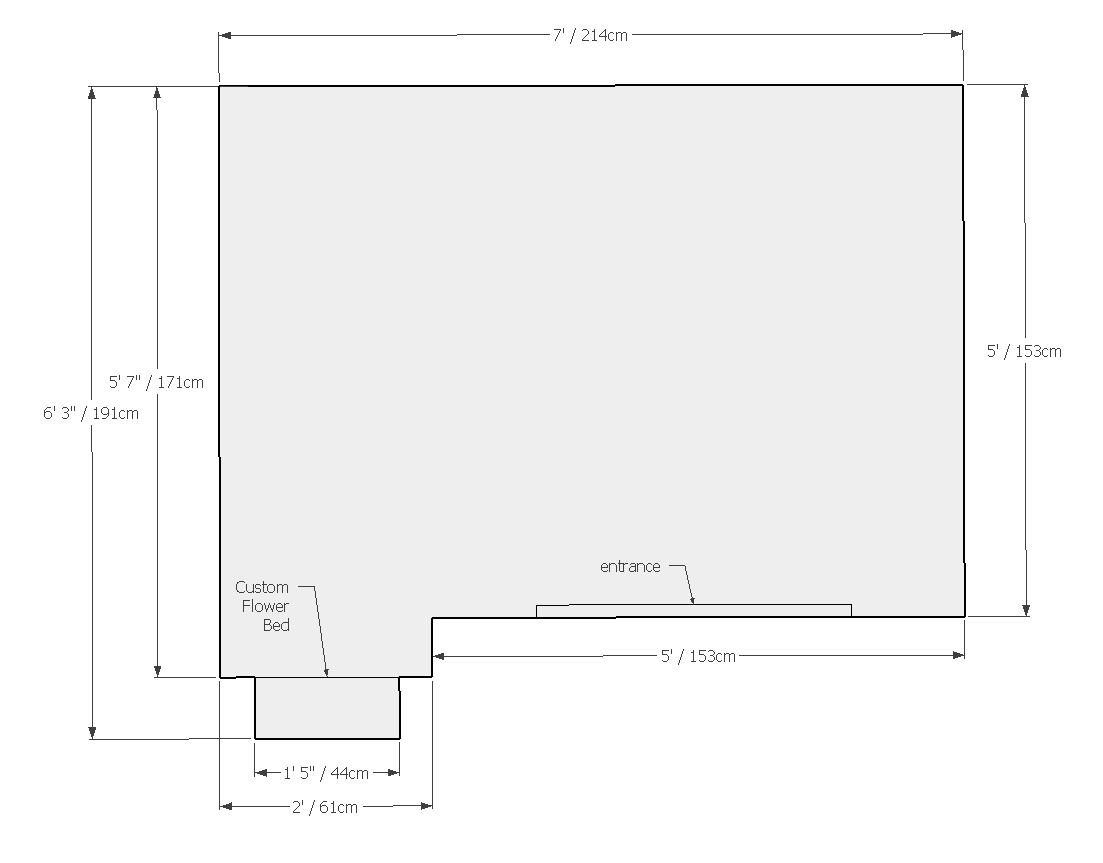 7' / 214cm
5' / 153cm
5' 7" / 171cm
6' 3" / 191cm
entrance
Custom
Flower
Bed
5' / 153cm
1' 5" / 44cm
2' / 61cm